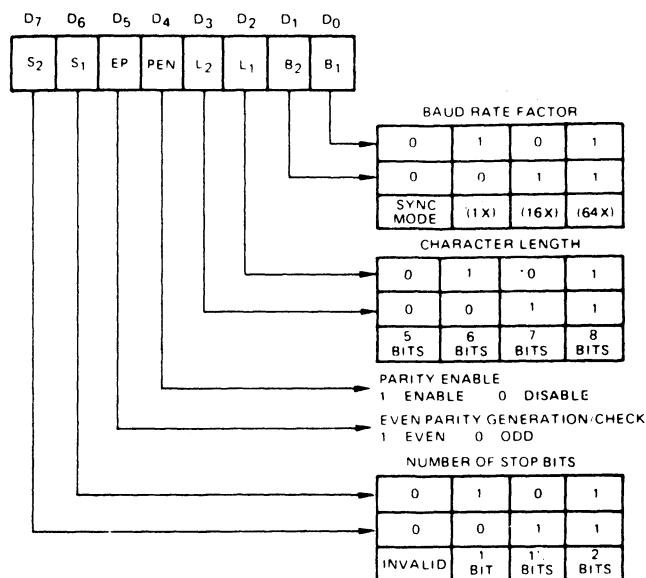 D7 D6 D5 D4 D3 D2 D1 D0
S2 S1 EP PEN L2 L1 B2 B1
BAUD RATE FACTOR
0 1 0 1
0 0 1 1
SYNC MODE (1X) (16X) (64X)
CHARACTER LENGTH
0 1 0 1
0 0 1 1
5 6 7 8
BITS BITS BITS BITS
PARITY ENABLE
1 ENABLE 0 DISABLE
EVEN PARITY GENERATION/CHECK
1 EVEN 0 ODD
NUMBER OF STOP BITS
0 1 0 1
0 0 1 1
INVALID 1 BIT BITS 2 BITS